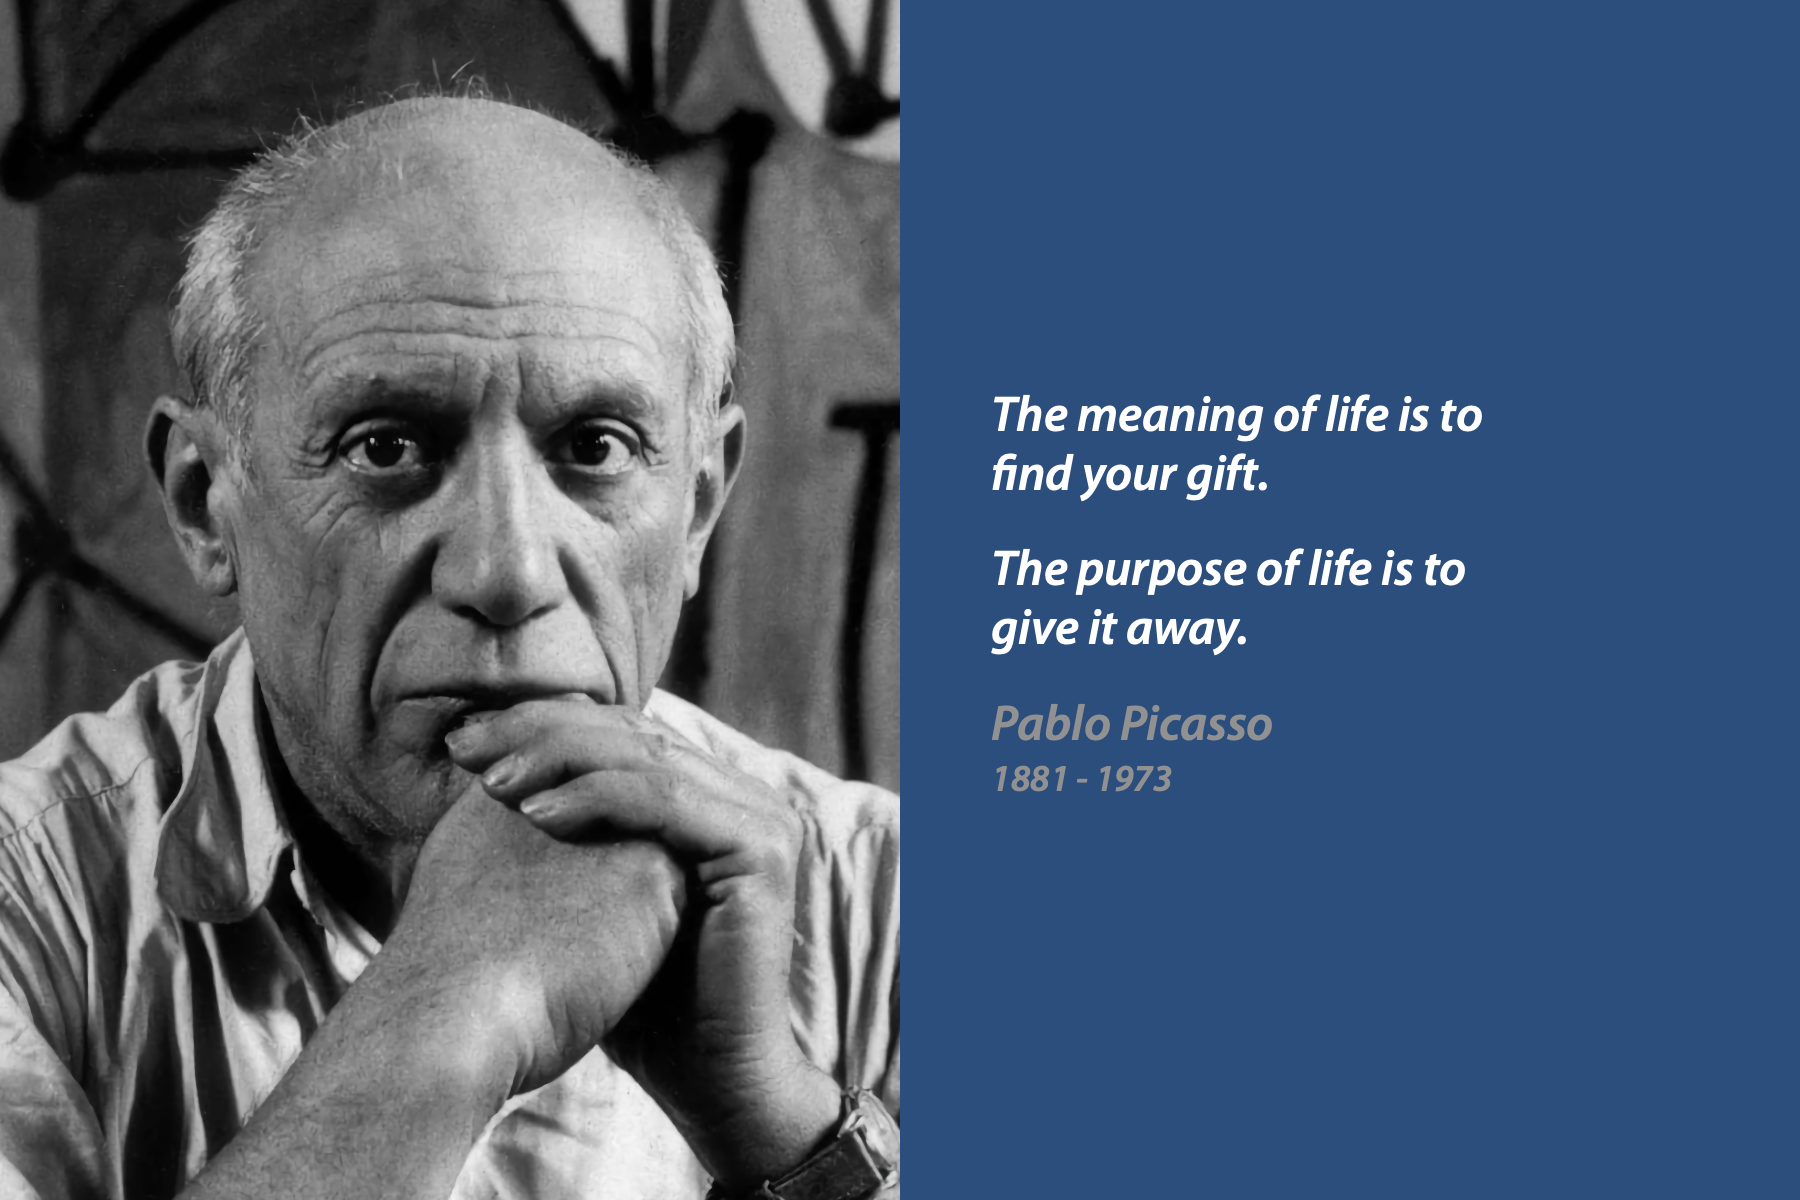 The meaning of life is to
find your gift.
The purpose of life is to
give it away.
Pablo Picasso
1881 - 1973